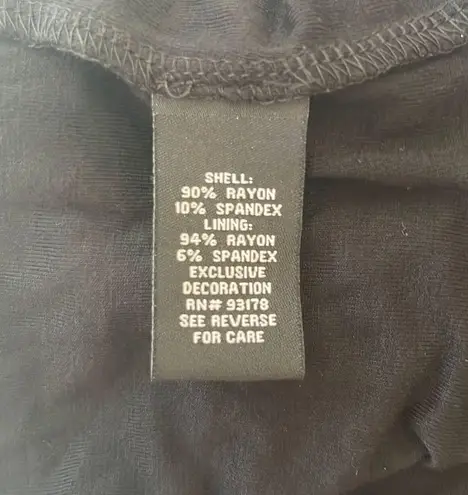 SHELL:
90% RAYON
10% SPANDEX
LINING:
94% RAYON
6% SPANDEX
EXCLUSIVE
DECORATION
RN# 93178
SEE REVERSE
FOR CARE